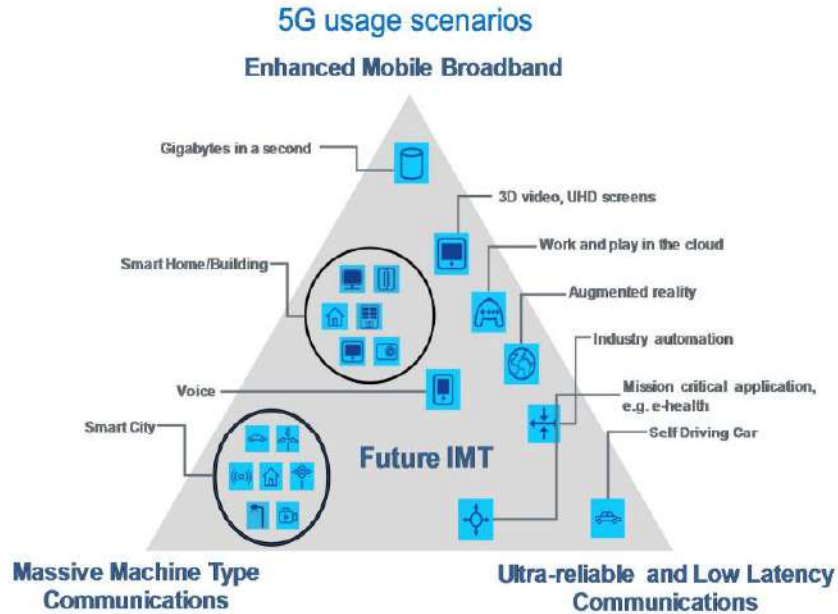 5G usage scenarios
Enhanced Mobile Broadband
Gigabytes in a second
3D video, UHD screens
Work and play in the cloud
Smart Home/Building
Augmented reality
Industry automation
Mission critical application,
e.g. e-health
Voice
Smart City
Self Driving Car
Future IMT
Massive Machine Type
Communications
Ultra-reliable and Low Latency
Communications